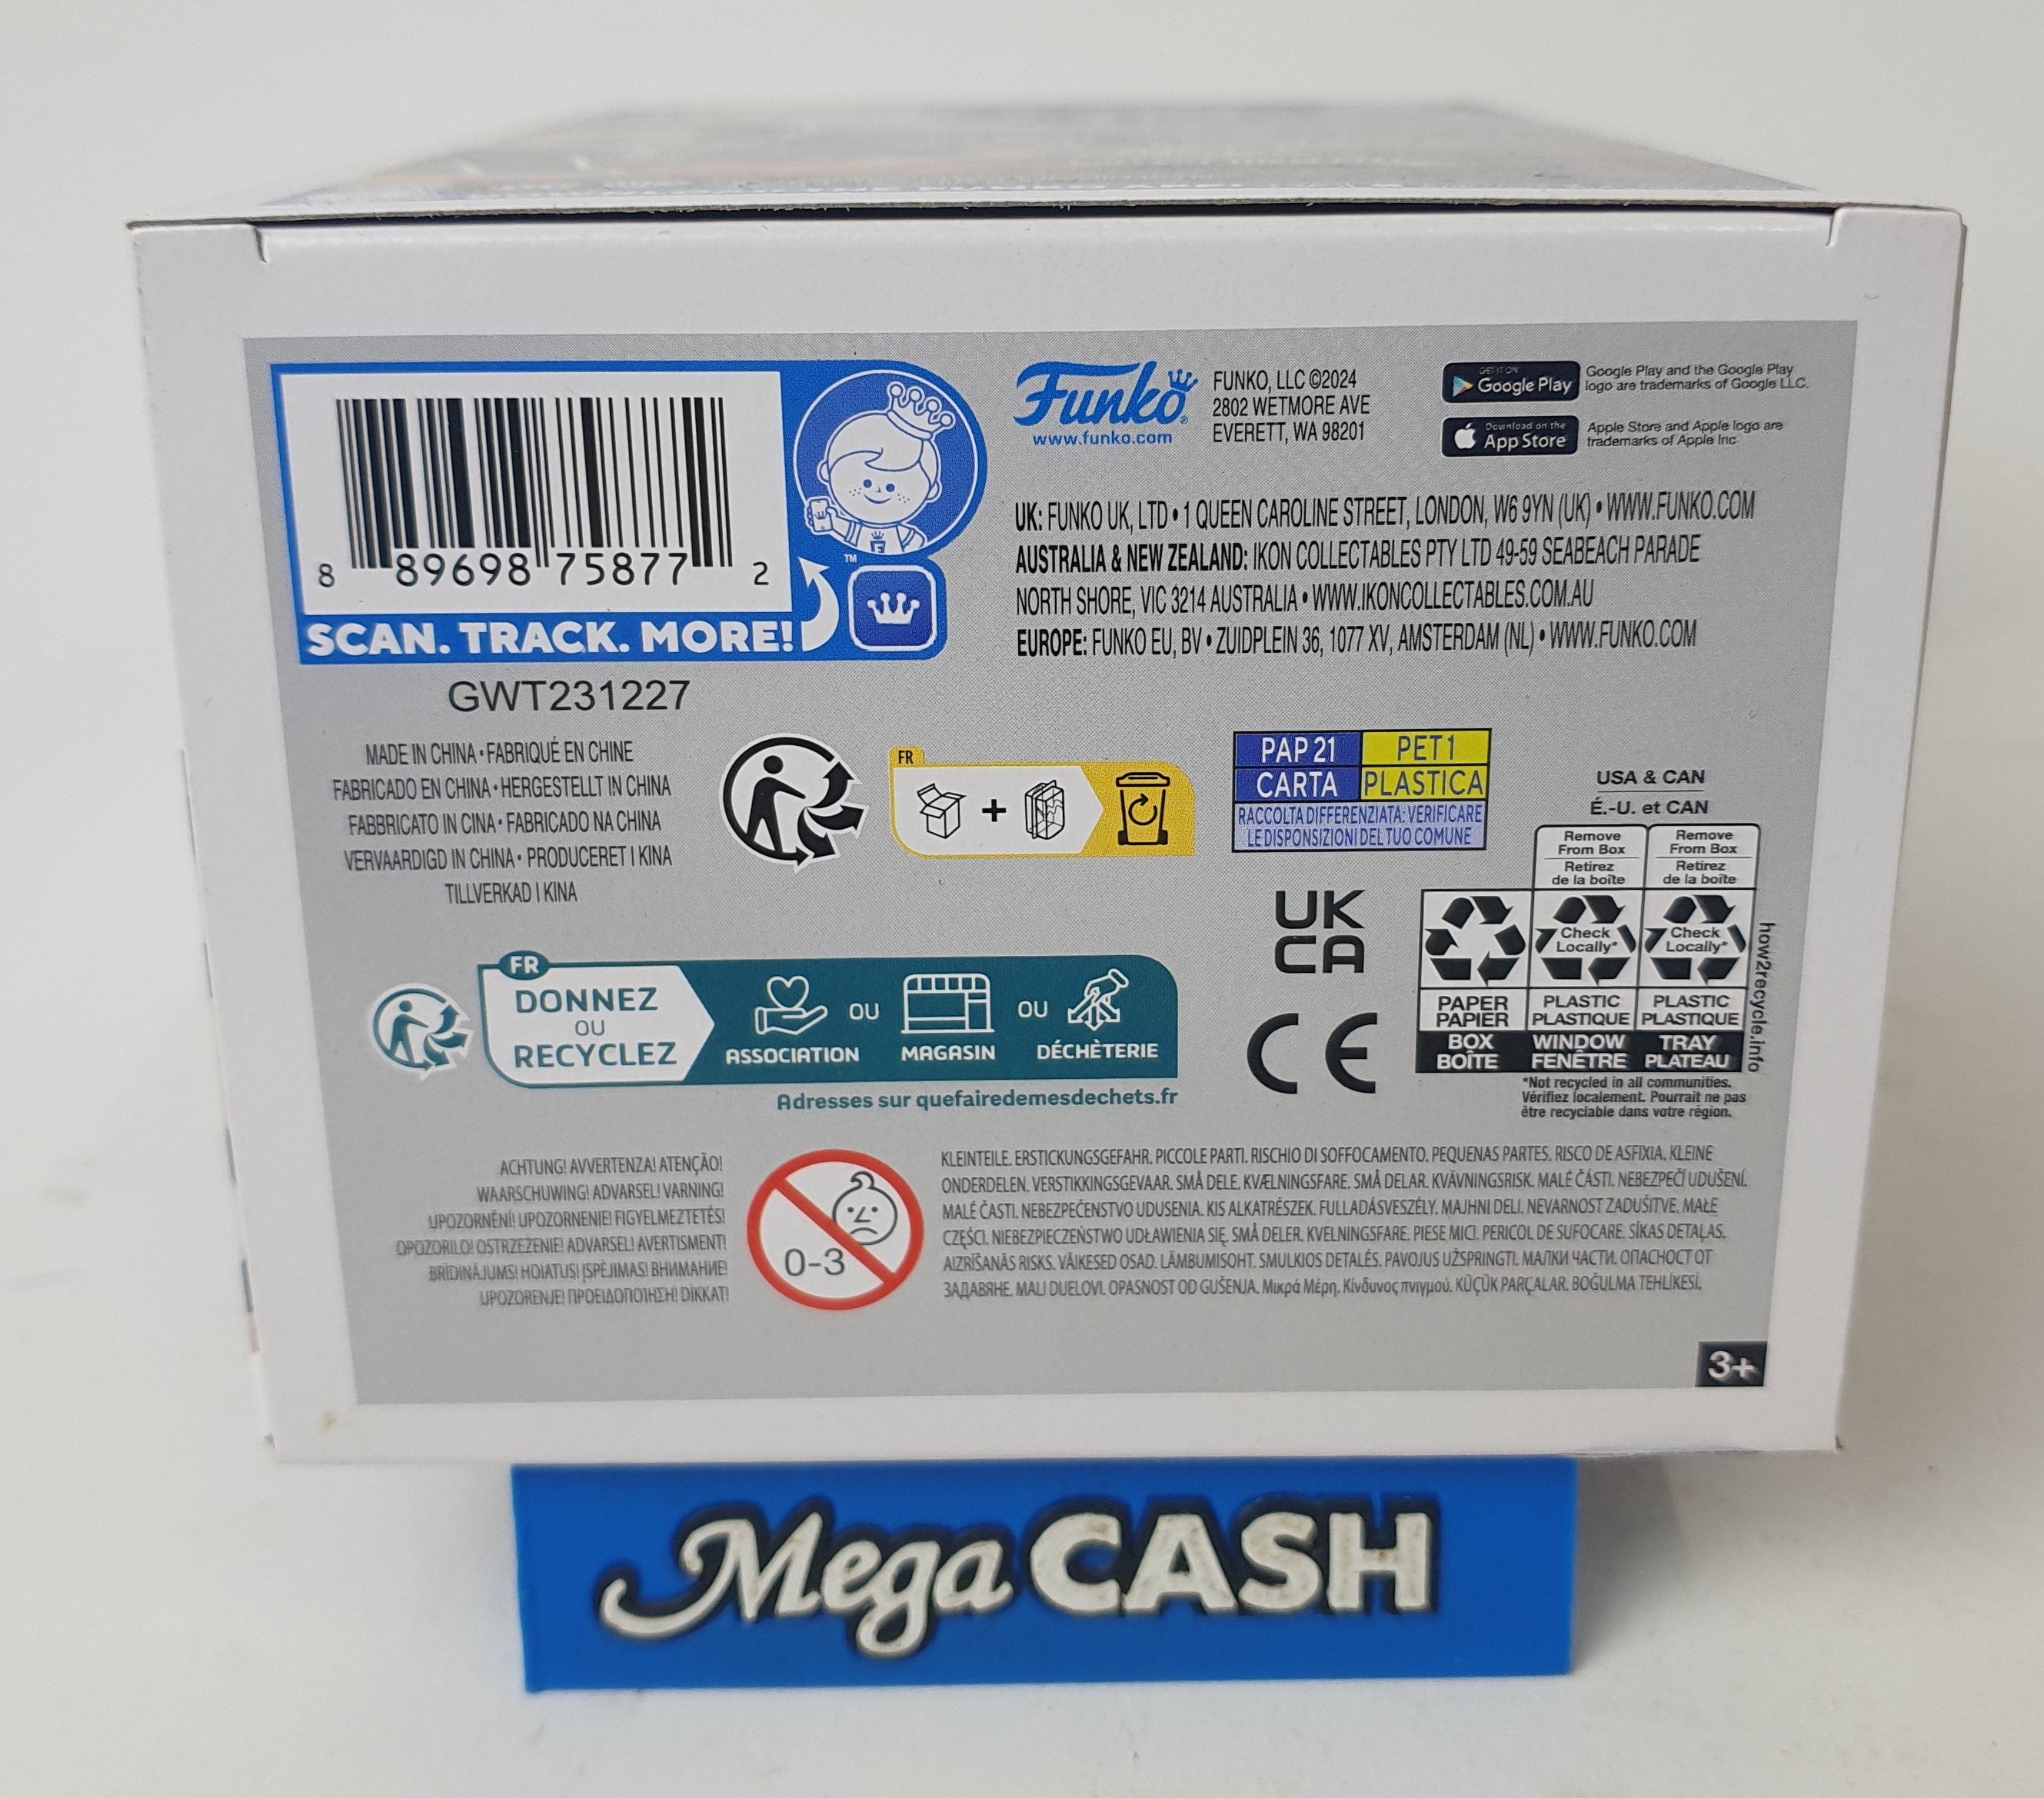 8 89698 75877 2
SCAN. TRACK. MORE!
TM
GWT231227
Funko®
www.funko.com
FUNKO, LLC ©2024
2802 WETMORE AVE
EVERETT, WA 98201
GET IT ON
Google Play
Google Play and the Google Play
logo are trademarks of Google LLC.
Download on the
App Store
Apple Store and Apple logo are
trademarks of Apple Inc.
UK: FUNKO UK, LTD • 1 QUEEN CAROLINE STREET, LONDON, W6 9YN (UK) • WWW.FUNKO.COM
AUSTRALIA & NEW ZEALAND: IKON COLLECTABLES PTY LTD 49-59 SEABEACH PARADE
NORTH SHORE, VIC 3214 AUSTRALIA • WWW.IKONCOLLECTABLES.COM.AU
EUROPE: FUNKO EU, BV • ZUIDPLEIN 36, 1077 XV, AMSTERDAM (NL) • WWW.FUNKO.COM
MADE IN CHINA • FABRIQUÉ EN CHINE
FABRICADO EN CHINA • HERGESTELLT IN CHINA
FABBRICATO IN CINA • FABRICADO NA CHINA
VERVAARDIGD IN CHINA • PRODUCERET I KINA
TILLVERKAD I KINA
FR
+
PAP 21 PET 1
CARTA PLASTICA
RACCOLTA DIFFERENZIATA: VERIFICARE
LE DISPONSIZIONI DEL TUO COMUNE
USA & CAN
É.-U. et CAN
Remove
From Box
Retirez
de la boîte
Remove
From Box
Retirez
de la boîte
Check
Locally*
Check
Locally*
PAPER
PAPIER
PLASTIC
PLASTIQUE
PLASTIC
PLASTIQUE
BOX
BOÎTE
WINDOW
FENÊTRE
TRAY
PLATEAU
how2recycle.info
*Not recycled in all communities.
Vérifiez localement. Pourrait ne pas
être recyclable dans votre région.
UK
CA
CE
FR
DONNEZ
OU
RECYCLEZ
ASSOCIATION
OU
MAGASIN
OU
DÉCHÈTERIE
Adresses sur quefairedemesdechets.fr
ACHTUNG! AVVERTENZA! ATENÇÃO!
WAARSCHUWING! ADVARSEL! VARNING!
UPOZORNĚNÍ! UPOZORNENIE! FIGYELMEZTETÉS!
OPOZORILO! OSTRZEŻENIE! ADVARSEL! AVERTISMENT!
BRĪDINĀJUMS! HOIATUS! ĮSPĖJIMAS! ВНИМАНИЕ!
UPOZORENJE! ΠΡΟΕΙΔΟΠΟΙΗΣΗ! DİKKAT!
0-3
KLEINTEILE. ERSTICKUNGSGEFAHR. PICCOLE PARTI. RISCHIO DI SOFFOCAMENTO. PEQUENAS PARTES. RISCO DE ASFIXIA. KLEINE
ONDERDELEN. VERSTIKKINGSGEVAAR. SMÅ DELE. KVÆLNINGSFARE. SMÅ DELAR. KVÄVNINGSRISK. MALÉ ČÁSTI. NEBEZPEČÍ UDUŠENÍ.
MALÉ ČASTI. NEBEZPEČENSTVO UDUSENIA. KIS ALKATRÉSZEK. FULLADÁSVESZÉLY. MAJHNI DELI. NEVARNOST ZADUŠITVE. MAŁE
CZĘŚCI. NIEBEZPIECZEŃSTWO UDŁAWIENIA SIĘ. SMÅ DELER. KVELNINGSFARE. PIESE MICI. PERICOL DE SUFOCARE. SĪKAS DETAĻAS.
AIZRĪŠANĀS RISKS. VÄIKESED OSAD. LÄMBUMISOHT. SMULKIOS DETALĖS. PAVOJUS UŽSPRINGTI. МАЛКИ ЧАСТИ. ОПАСНОСТ ОТ
ЗАДАВЯНЕ. MALI DIJELOVI. OPASNOST OD GUŠENJA. Μικρά Μέρη. Κίνδυνος πνιγμού. KÜÇÜK PARÇALAR. BOĞULMA TEHLİKESİ.
3+
Mega CASH